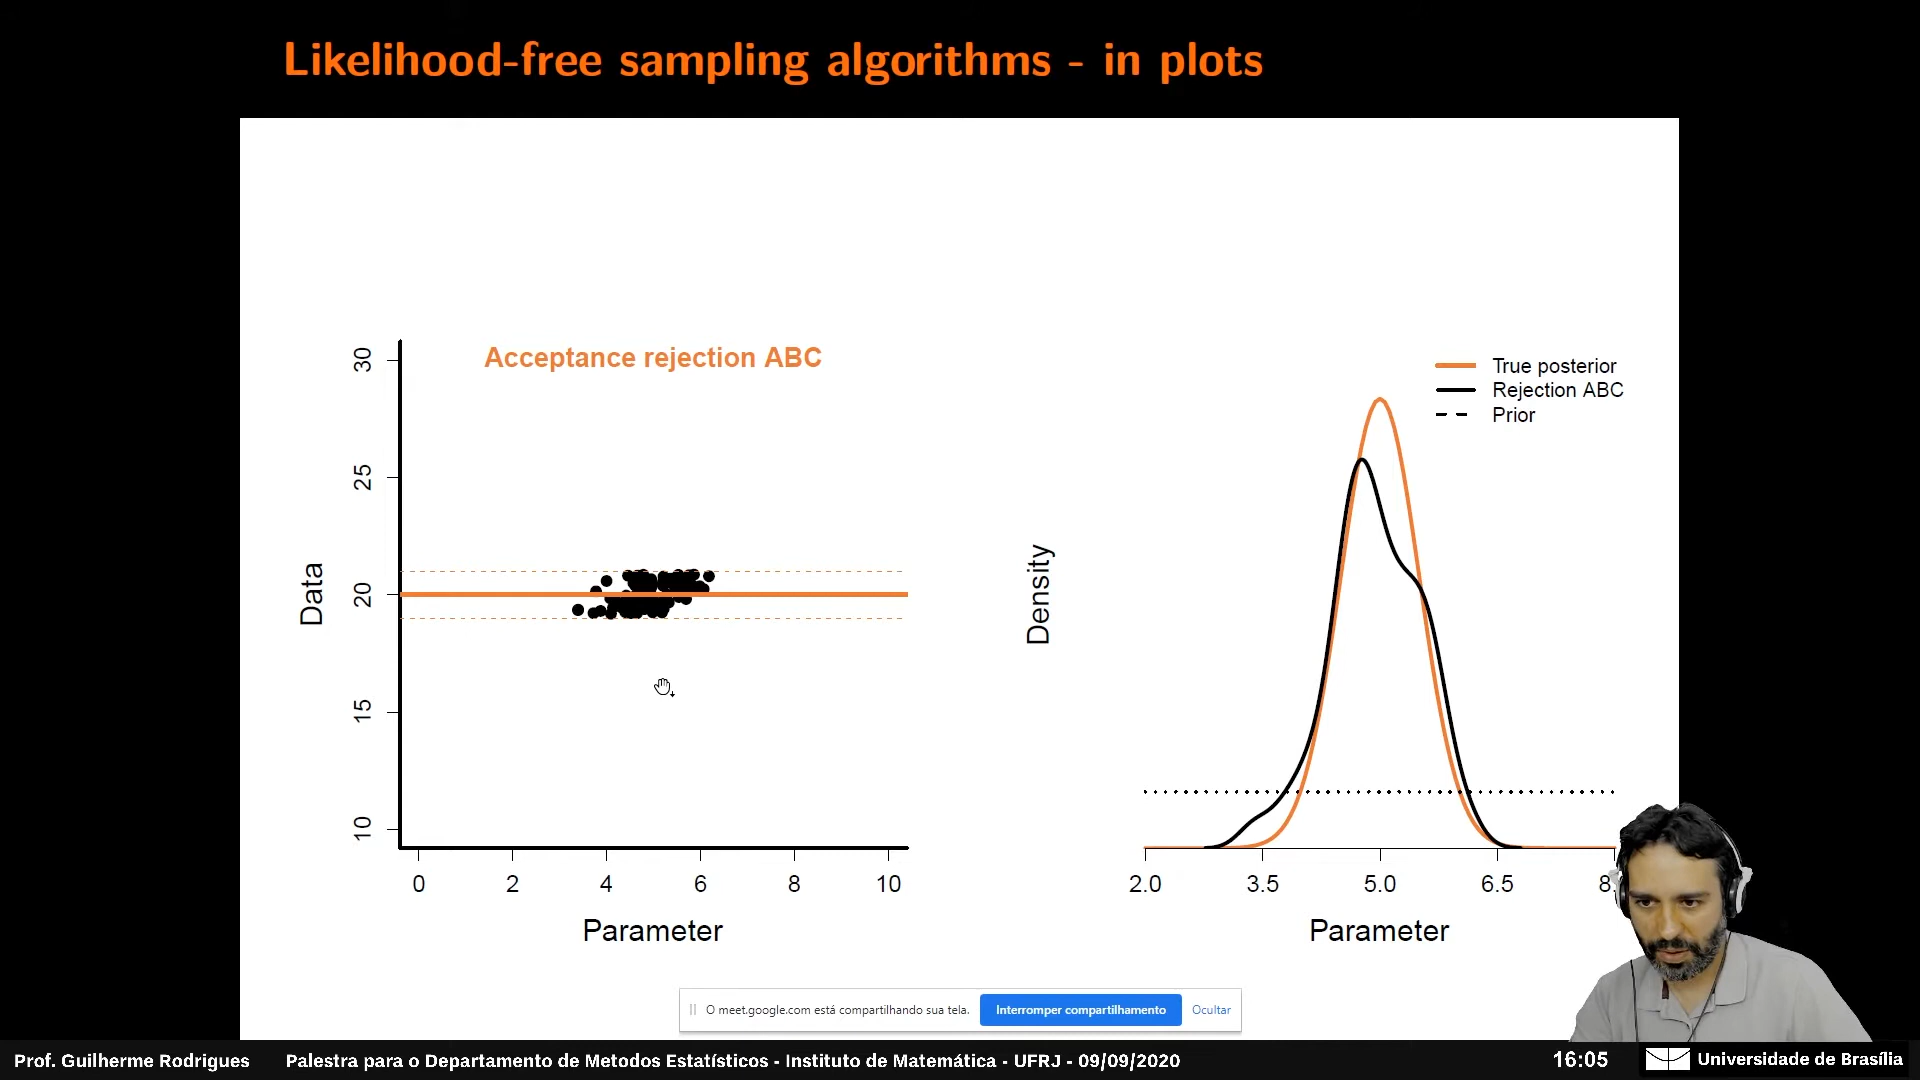 Likelihood-free sampling algorithms - in plots
Acceptance rejection ABC
30
25
20
15
10
Data
0 2 4 6 8 10
Parameter
True posterior
Rejection ABC
Prior
Density
2.0 3.5 5.0 6.5 8.
Parameter
O meet.google.com está compartilhando sua tela. Interromper compartilhamento Ocultar
Prof. Guilherme Rodrigues Palestra para o Departamento de Metodos Estatísticos - Instituto de Matemática - UFRJ - 09/09/2020 16:05 Universidade de Brasília